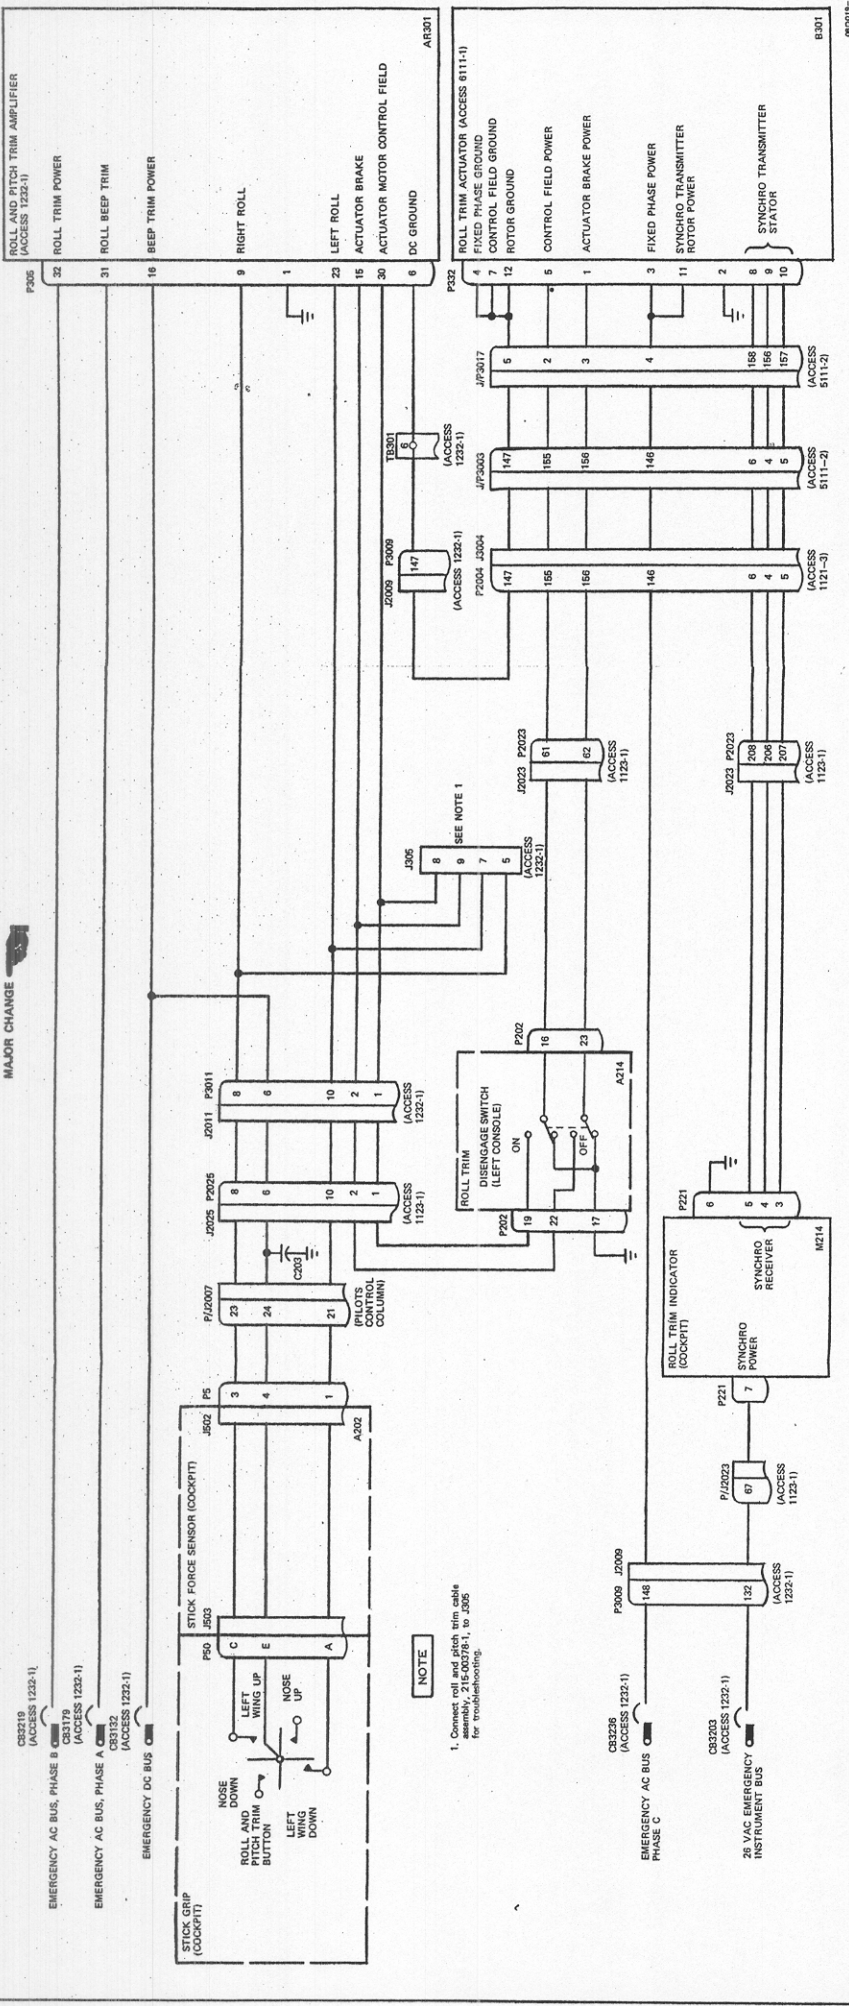 MAJOR CHANGE
CB3219
(ACCESS 1232-1)
EMERGENCY AC BUS, PHASE B
CB3179
(ACCESS 1232-1)
EMERGENCY AC BUS, PHASE A
CB3132
(ACCESS 1232-1)
EMERGENCY DC BUS
STICK GRIP
(COCKPIT)
NOSE
DOWN
LEFT
WING UP
ROLL AND
PITCH TRIM
BUTTON
NOSE
UP
LEFT
WING
DOWN
P50
J503
C
E
A
STICK FORCE SENSOR (COCKPIT)
J502
P5
3
4
1
A202
P/J2007
23
24
21
(PILOTS
CONTROL
COLUMN)
C203
J2025
P2025
8
6
10
2
1
(ACCESS
1123-1)
J2011
P3011
8
6
10
2
1
(ACCESS
1232-1)
J305
8
9
7
5
SEE NOTE 1
(ACCESS
1232-1)
J2009
P3009
147
(ACCESS 1232-1)
TB301
6
(ACCESS
1232-1)
P305
ROLL AND PITCH TRIM AMPLIFIER
(ACCESS 1232-1)
32
ROLL TRIM POWER
31
ROLL BEEP TRIM
16
BEEP TRIM POWER
9
RIGHT ROLL
1
23
LEFT ROLL
15
ACTUATOR BRAKE
30
ACTUATOR MOTOR CONTROL FIELD
6
DC GROUND
AR301
NOTE
1. Connect roll and pitch trim cable
assembly, 215-00378-1, to J305
for troubleshooting.
ROLL TRIM
DISENGAGE SWITCH
(LEFT CONSOLE)
P202
19
22
17
ON
OFF
A214
P202
16
23
J2023
P2023
61
62
(ACCESS
1123-1)
P2004
J3004
147
155
156
146
6
4
5
(ACCESS
1121-3)
J/P3003
147
155
156
146
6
4
5
(ACCESS
5111-2)
J/P3017
5
2
3
4
158
156
157
(ACCESS
5111-2)
P332
ROLL TRIM ACTUATOR (ACCESS 6111-1)
4
FIXED PHASE GROUND
7
CONTROL FIELD GROUND
12
ROTOR GROUND
5
CONTROL FIELD POWER
1
ACTUATOR BRAKE POWER
3
FIXED PHASE POWER
11
SYNCHRO TRANSMITTER
ROTOR POWER
2
8
9
10
SYNCHRO TRANSMITTER
STATOR
B301
CB3236
(ACCESS 1232-1)
EMERGENCY AC BUS
PHASE C
CB3203
(ACCESS 1232-1)
26 VAC EMERGENCY
INSTRUMENT BUS
P3009
J2009
148
132
(ACCESS
1232-1)
P/J2023
67
(ACCESS
1123-1)
P221
7
ROLL TRIM INDICATOR
(COCKPIT)
SYNCHRO
POWER
SYNCHRO
RECEIVER
M214
P221
6
5
4
3
J2023
P2023
208
206
207
(ACCESS
1123-1)